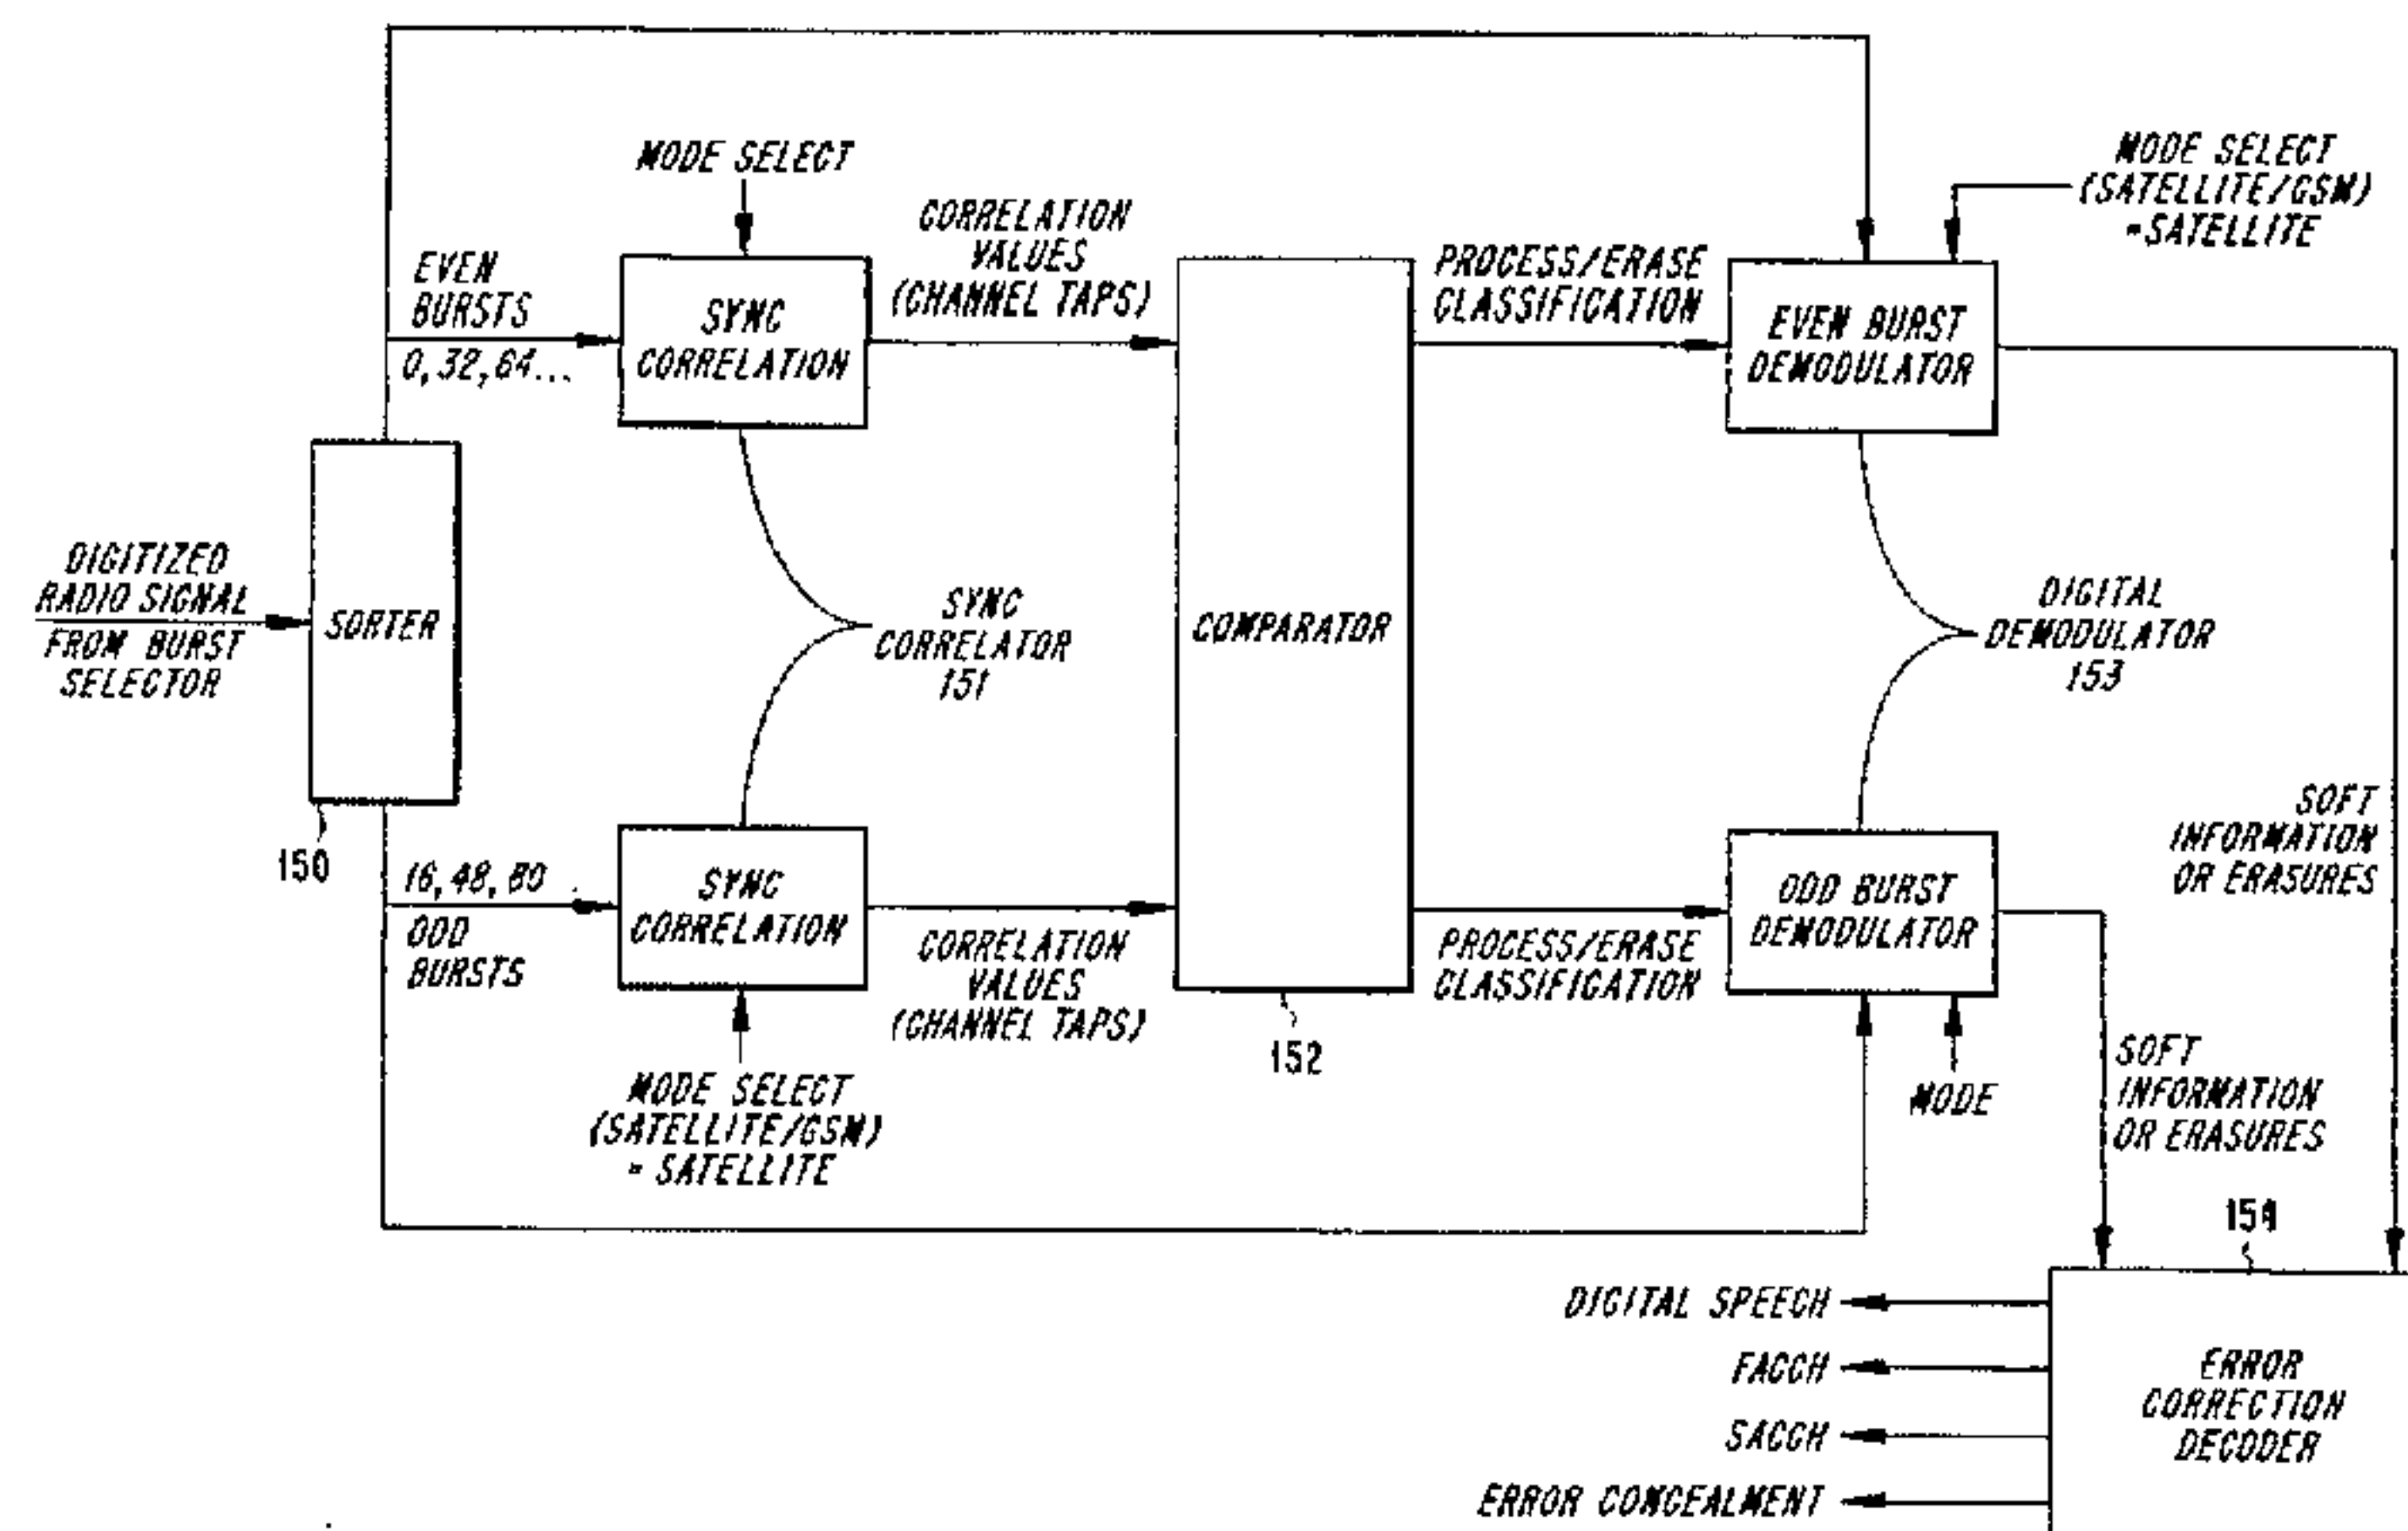 MODE SELECT
MODE SELECT
(SATELLITE/GSM)
=SATELLITE
CORRELATION
VALUES
(CHANNEL TAPS)
PROCESS/ERASE
CLASSIFICATION
EVEN
BURSTS
0,32,64...
SYNC
CORRELATION
EVEN BURST
DEMODULATOR
DIGITIZED
RADIO SIGNAL
FROM BURST
SELECTOR
SORTER
150
SYNC
CORRELATOR
151
COMPARATOR
152
DIGITAL
DEMODULATOR
153
16,48,80
ODD
BURSTS
SYNC
CORRELATION
CORRELATION
VALUES
(CHANNEL TAPS)
PROCESS/ERASE
CLASSIFICATION
ODD BURST
DEMODULATOR
SOFT
INFORMATION
OR ERASURES
MODE SELECT
(SATELLITE/GSM)
= SATELLITE
MODE
SOFT
INFORMATION
OR ERASURES
154
DIGITAL SPEECH
FACCH
SACCH
ERROR CONCEALMENT
ERROR
CORRECTION
DECODER